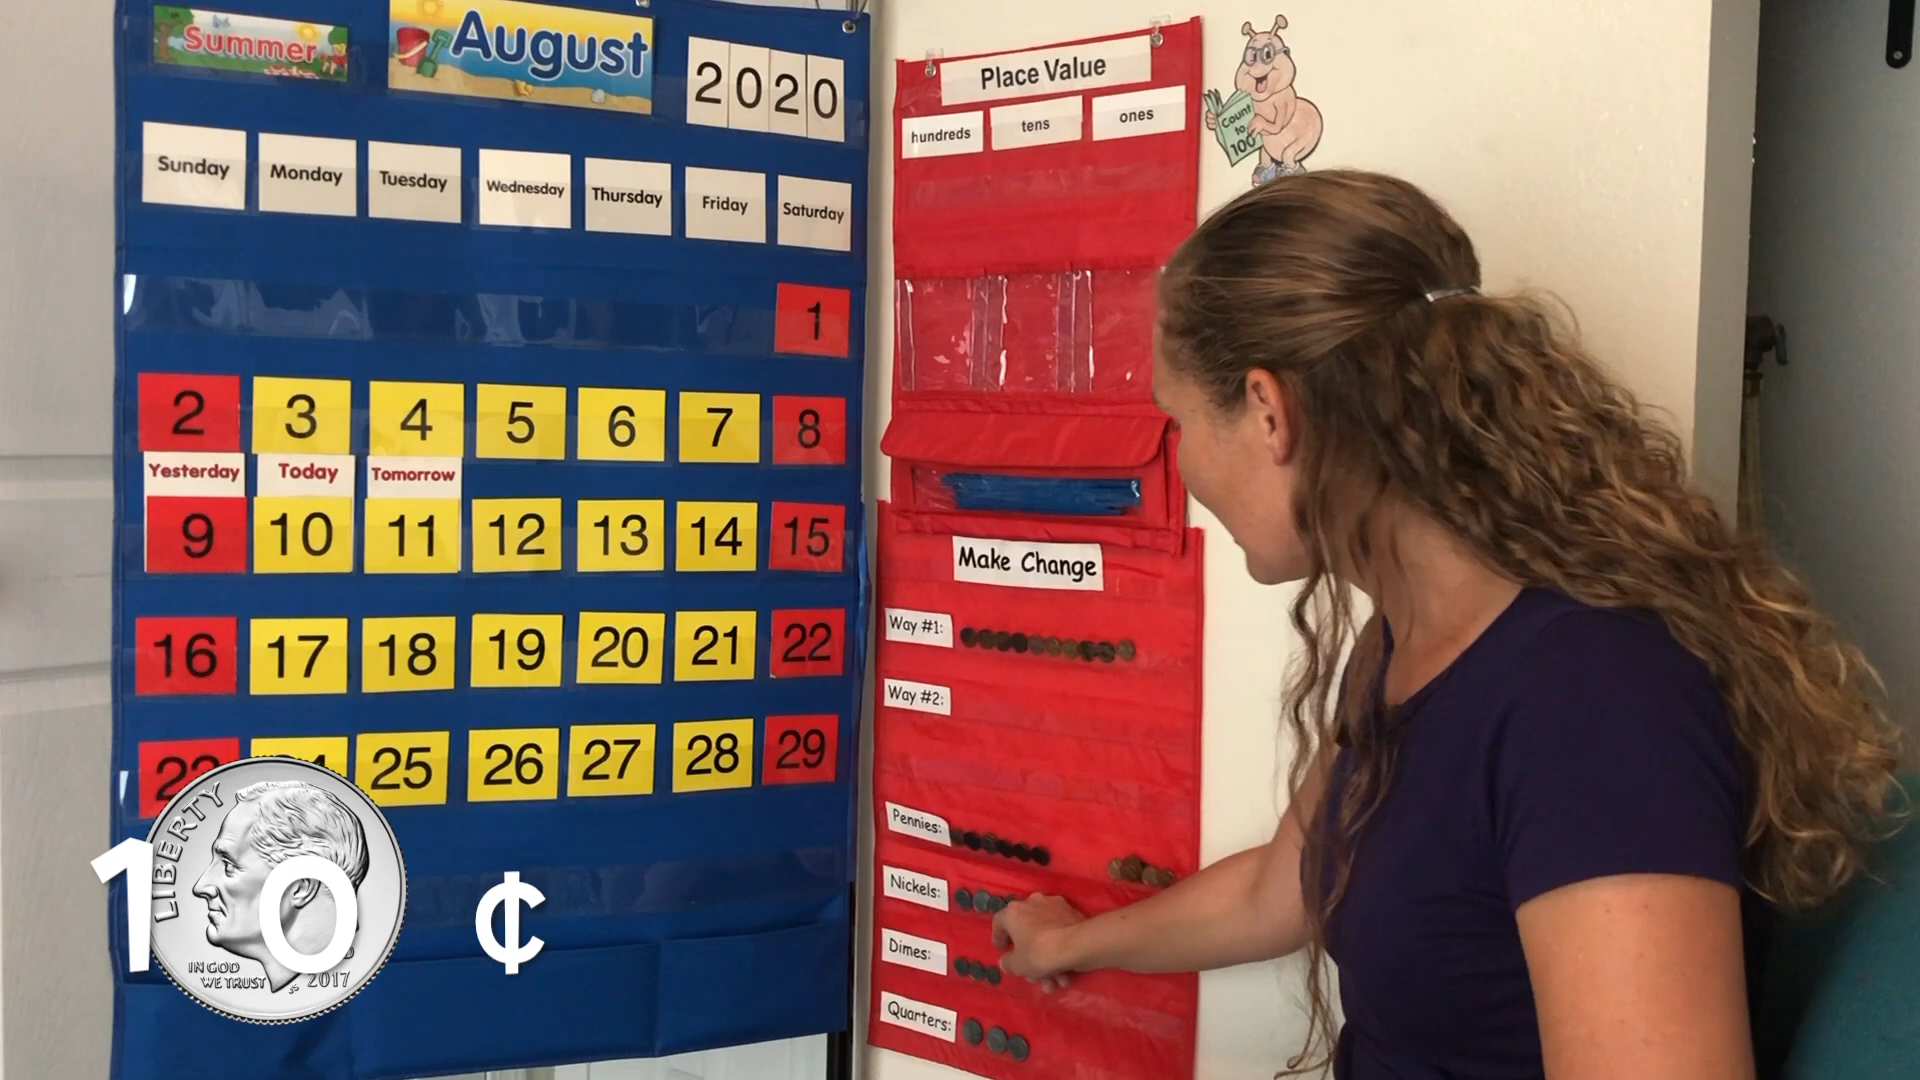 Summer
August
2020
Sunday Monday Tuesday Wednesday Thursday Friday Saturday
1
2 3 4 5 6 7 8
Yesterday Today Tomorrow
9 10 11 12 13 14 15
16 17 18 19 20 21 22
23 24 25 26 27 28 29
10 ¢
LIBERTY
IN GOD
WE TRUST
2017
Place Value
hundreds tens ones
Count
to
100
Make Change
Way #1:
Way #2:
Pennies:
Nickels:
Dimes:
Quarters: